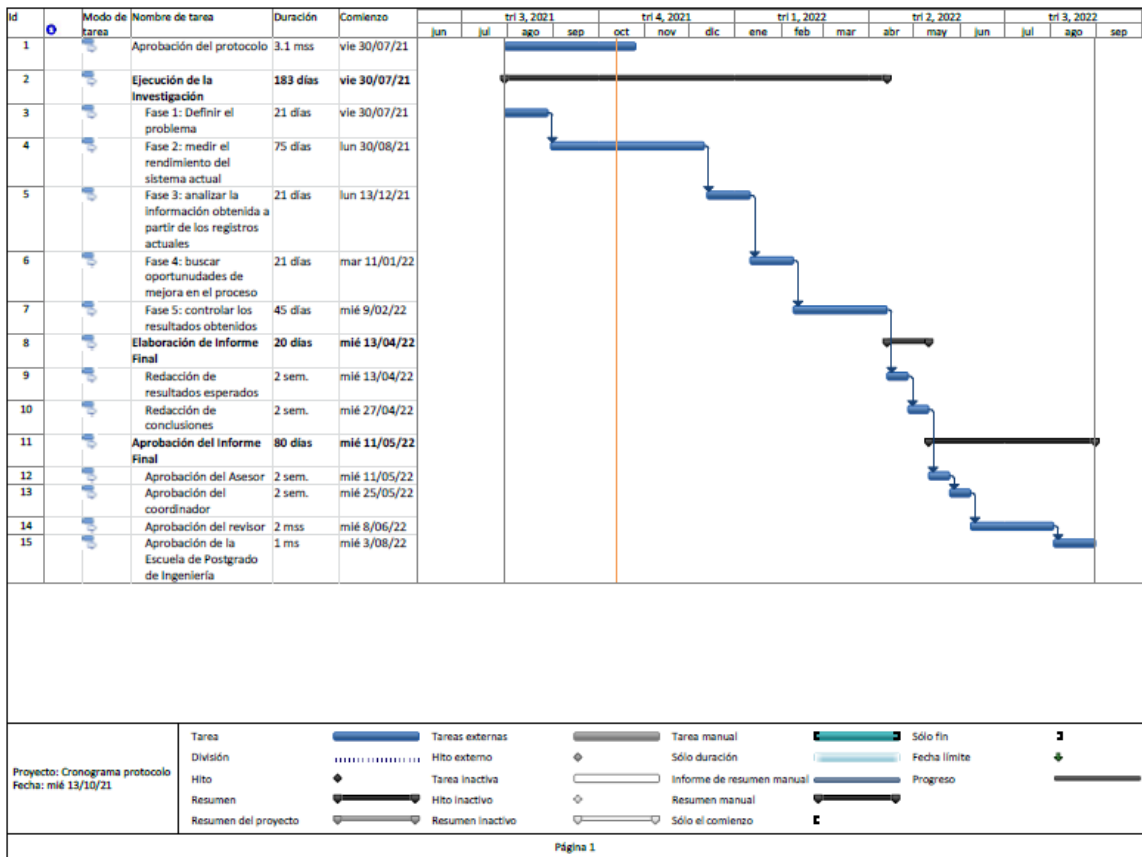 Id Modo de tarea Nombre de tarea Duración Comienzo
tri 3, 2021 tri 4, 2021 tri 1, 2022 tri 2, 2022 tri 3, 2022
jun jul ago sep oct nov dic ene feb mar abr may jun jul ago sep
1 Aprobación del protocolo 3.1 mss vie 30/07/21
2 Ejecución de la 183 días vie 30/07/21
Investigación
3 Fase 1: Definir el 21 días vie 30/07/21
problema
4 Fase 2: medir el 75 días lun 30/08/21
rendimiento del
sistema actual
5 Fase 3: analizar la 21 días lun 13/12/21
información obtenida a
partir de los registros
actuales
6 Fase 4: buscar 21 días mar 11/01/22
oportunudades de
mejora en el proceso
7 Fase 5: controlar los 45 días mié 9/02/22
resultados obtenidos
8 Elaboración de Informe 20 días mié 13/04/22
Final
9 Redacción de 2 sem. mié 13/04/22
resultados esperados
10 Redacción de 2 sem. mié 27/04/22
conclusiones
11 Aprobación del Informe 80 días mié 11/05/22
Final
12 Aprobación del Asesor 2 sem. mié 11/05/22
13 Aprobación del 2 sem. mié 25/05/22
coordinador
14 Aprobación del revisor 2 mss mié 8/06/22
15 Aprobación de la 1 ms mié 3/08/22
Escuela de Postgrado
de Ingeniería
Proyecto: Cronograma protocolo
Fecha: mié 13/10/21
Tarea Tareas externas Tarea manual Sólo fin
División Hito externo Sólo duración Fecha límite
Hito Tarea inactiva Informe de resumen manual Progreso
Resumen Hito inactivo Resumen manual
Resumen del proyecto Resumen inactivo Sólo el comienzo
Página 1